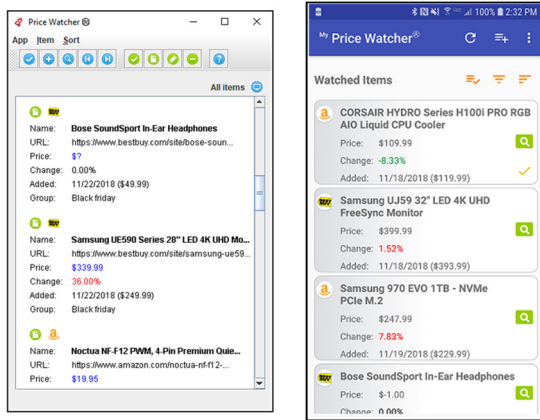 Price Watcher ®
App Item Sort
All items
Name: Bose SoundSport In-Ear Headphones
URL: https://www.bestbuy.com/site/bose-soun...
Price: $?
Change: 0.00%
Added: 11/22/2018 ($49.99)
Group: Black friday
Name: Samsung UE590 Series 28" LED 4K UHD Mo...
URL: https://www.bestbuy.com/site/samsung-ue59...
Price: $339.99
Change: 36.00%
Added: 11/22/2018 ($249.99)
Group: Black friday
Name: Noctua NF-F12 PWM, 4-Pin Premium Quie...
URL: https://www.amazon.com/noctua-nf-f12-...
Price: $19.95
100% 2:32 PM
My Price Watcher®
Watched Items
CORSAIR HYDRO Series H100i PRO RGB
AIO Liquid CPU Cooler
Price: $109.99
Change: -8.33%
Added: 11/18/2018 ($119.99)
Samsung UJ59 32" LED 4K UHD
FreeSync Monitor
Price: $399.99
Change: 1.52%
Added: 11/18/2018 ($393.99)
Samsung 970 EVO 1TB - NVMe
PCIe M.2
Price: $247.99
Change: 7.83%
Added: 11/19/2018 ($229.99)
Bose SoundSport In-Ear Headphones
Price: $-1.00
Change: 0.00%